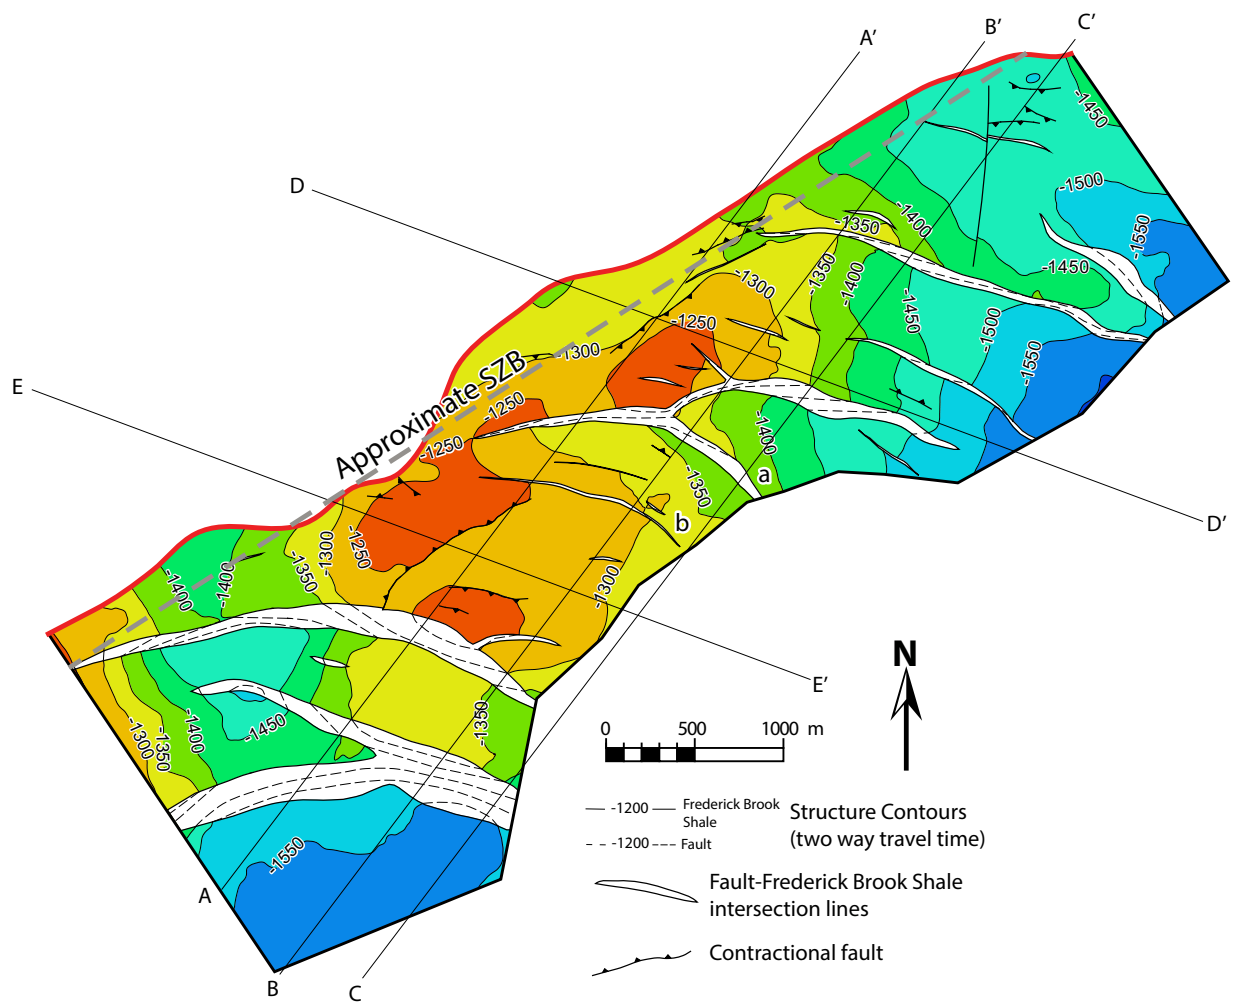 A’
B’
C’
-1450
D
-1500
-1400
-1350
-1550
-1350
-1400
-1450
-1300
-1450
-1250
-1500
-1300
-1550
E
Approximate SZB
-1250
-1250
-1400
a
-1350
b
D’
-1300
-1250
-1350
-1400
-1400
-1300
E’
N
-1350
-1450
-1400
-1350
-1300
0 500 1000 m
-1200 Frederick Brook
Shale
-1200 Fault
Structure Contours
(two way travel time)
-1550
A
Fault-Frederick Brook Shale
intersection lines
Contractional fault
B
C